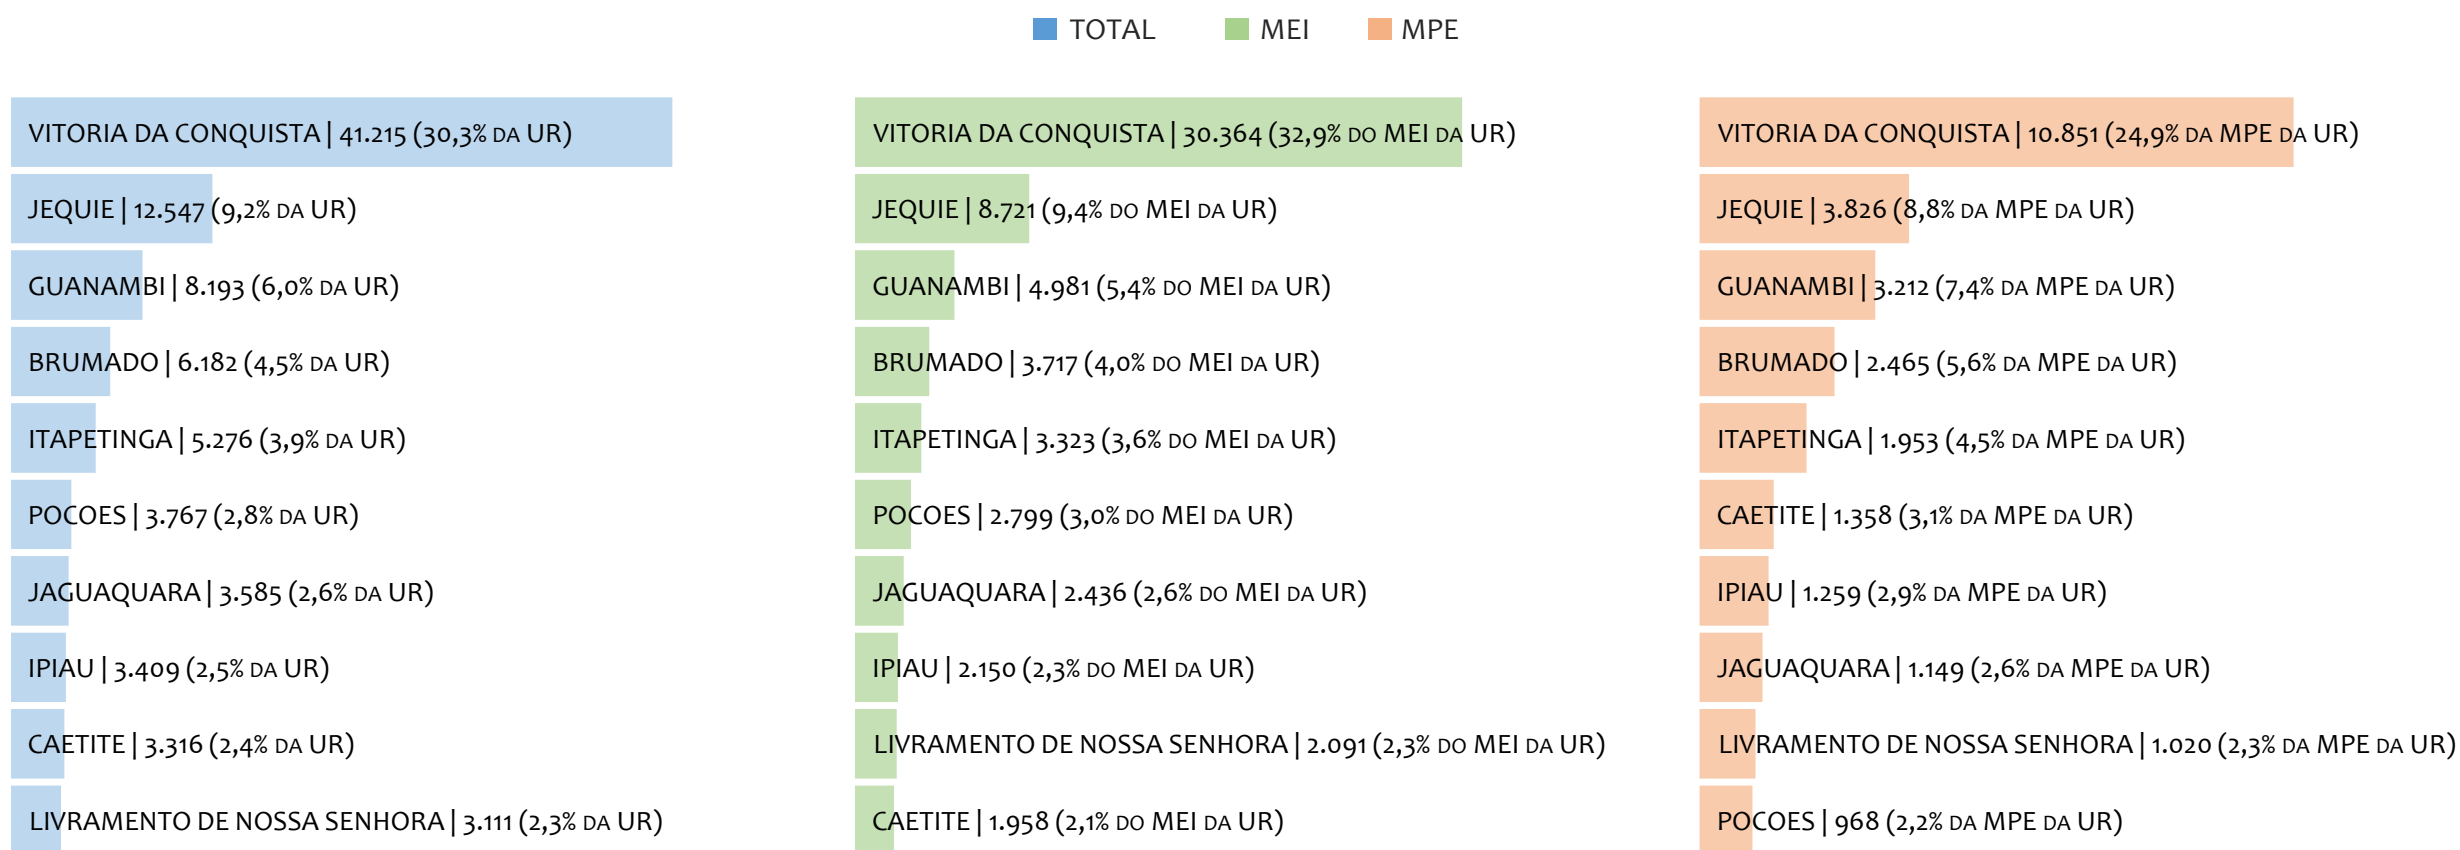 TOTAL MEI MPE
VITORIA DA CONQUISTA | 41.215 (30,3% DA UR)
JEQUIE | 12.547 (9,2% DA UR)
GUANAMBI | 8.193 (6,0% DA UR)
BRUMADO | 6.182 (4,5% DA UR)
ITAPETINGA | 5.276 (3,9% DA UR)
POCOES | 3.767 (2,8% DA UR)
JAGUAQUARA | 3.585 (2,6% DA UR)
IPIAU | 3.409 (2,5% DA UR)
CAETITE | 3.316 (2,4% DA UR)
LIVRAMENTO DE NOSSA SENHORA | 3.111 (2,3% DA UR)
VITORIA DA CONQUISTA | 30.364 (32,9% DO MEI DA UR)
JEQUIE | 8.721 (9,4% DO MEI DA UR)
GUANAMBI | 4.981 (5,4% DO MEI DA UR)
BRUMADO | 3.717 (4,0% DO MEI DA UR)
ITAPETINGA | 3.323 (3,6% DO MEI DA UR)
POCOES | 2.799 (3,0% DO MEI DA UR)
JAGUAQUARA | 2.436 (2,6% DO MEI DA UR)
IPIAU | 2.150 (2,3% DO MEI DA UR)
LIVRAMENTO DE NOSSA SENHORA | 2.091 (2,3% DO MEI DA UR)
CAETITE | 1.958 (2,1% DO MEI DA UR)
VITORIA DA CONQUISTA | 10.851 (24,9% DA MPE DA UR)
JEQUIE | 3.826 (8,8% DA MPE DA UR)
GUANAMBI | 3.212 (7,4% DA MPE DA UR)
BRUMADO | 2.465 (5,6% DA MPE DA UR)
ITAPETINGA | 1.953 (4,5% DA MPE DA UR)
CAETITE | 1.358 (3,1% DA MPE DA UR)
IPIAU | 1.259 (2,9% DA MPE DA UR)
JAGUAQUARA | 1.149 (2,6% DA MPE DA UR)
LIVRAMENTO DE NOSSA SENHORA | 1.020 (2,3% DA MPE DA UR)
POCOES | 968 (2,2% DA MPE DA UR)